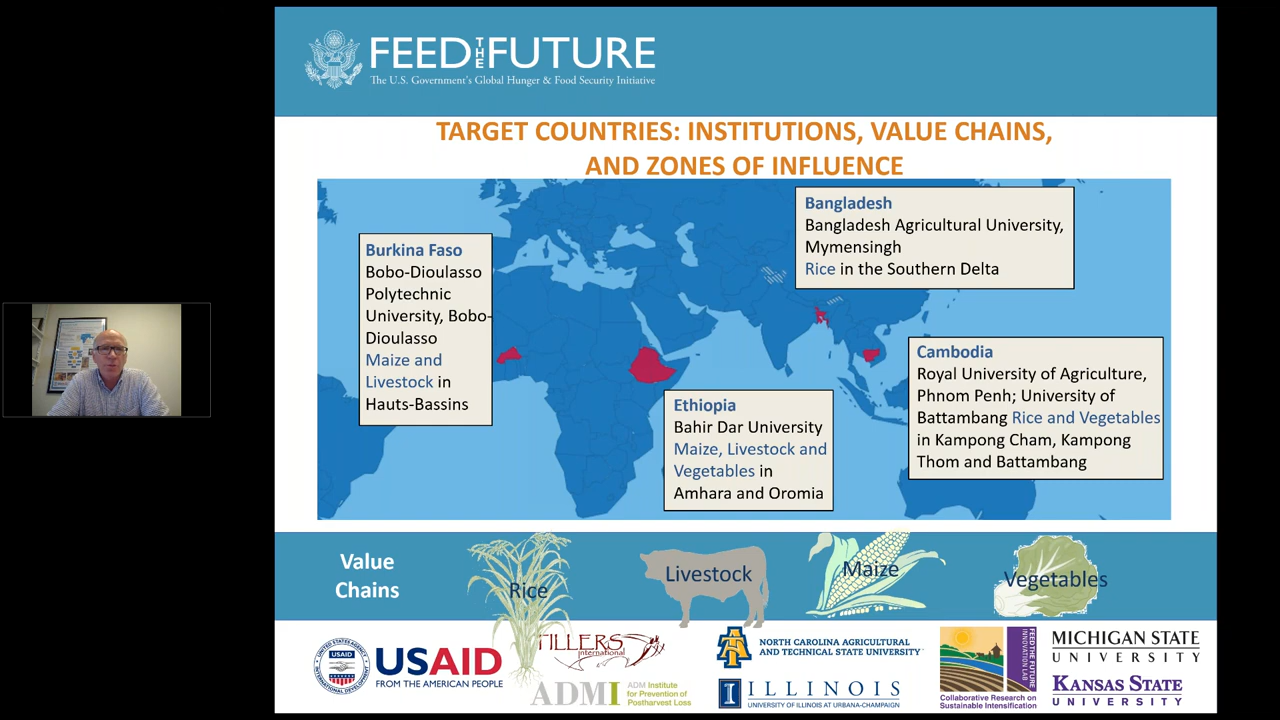 FEED THE FUTURE
The U.S. Government's Global Hunger & Food Security Initiative
TARGET COUNTRIES: INSTITUTIONS, VALUE CHAINS,
AND ZONES OF INFLUENCE
Burkina Faso
Bobo-Dioulasso
Polytechnic
University, Bobo-
Dioulasso
Maize and
Livestock in
Hauts-Bassins
Bangladesh
Bangladesh Agricultural University,
Mymensingh
Rice in the Southern Delta
Ethiopia
Bahir Dar University
Maize, Livestock and
Vegetables in
Amhara and Oromia
Cambodia
Royal University of Agriculture,
Phnom Penh; University of
Battambang Rice and Vegetables
in Kampong Cham, Kampong
Thom and Battambang
Value
Chains
Rice
Livestock
Maize
Vegetables
USAID
USAID
FROM THE AMERICAN PEOPLE
TILLERS
International
ADMI
ADM Institute
for Prevention of
Postharvest Loss
NORTH CAROLINA AGRICULTURAL
AND TECHNICAL STATE UNIVERSITY
ILLINOIS
UNIVERSITY OF ILLINOIS AT URBANA-CHAMPAIGN
FEED THE FUTURE
INNOVATION LAB
Collaborative Research on
Sustainable Intensification
MICHIGAN STATE
UNIVERSITY
KANSAS STATE
UNIVERSITY